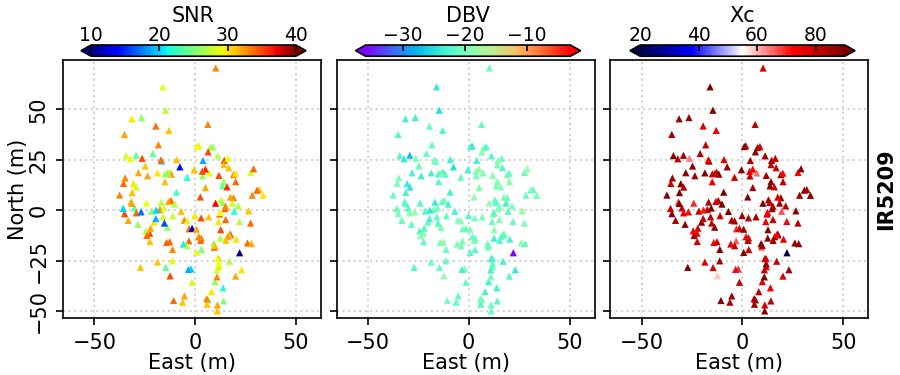 SNR DBV Xc
10 20 30 40 −30 −20 −10 20 40 60 80
North (m)
50
25
0
−25
−50
IR5209
−50 0 50 −50 0 50 −50 0 50
East (m) East (m) East (m)